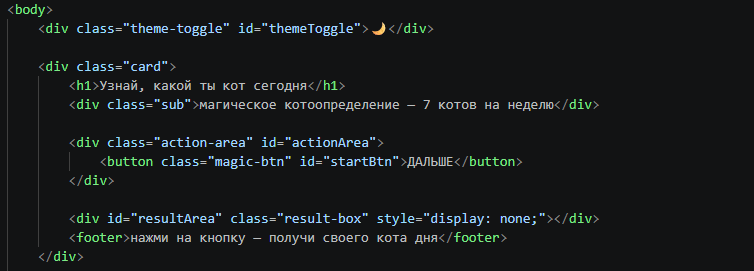 <body>
<div class="theme-toggle" id="themeToggle">🌙</div>
<div class="card">
<h1>Узнай, какой ты кот сегодня</h1>
<div class="sub">магическое котоопределение — 7 котов на неделю</div>
<div class="action-area" id="actionArea">
<button class="magic-btn" id="startBtn">ДАЛЬШЕ</button>
</div>
<div id="resultArea" class="result-box" style="display: none;"></div>
<footer>нажми на кнопку — получи своего кота дня</footer>
</div>